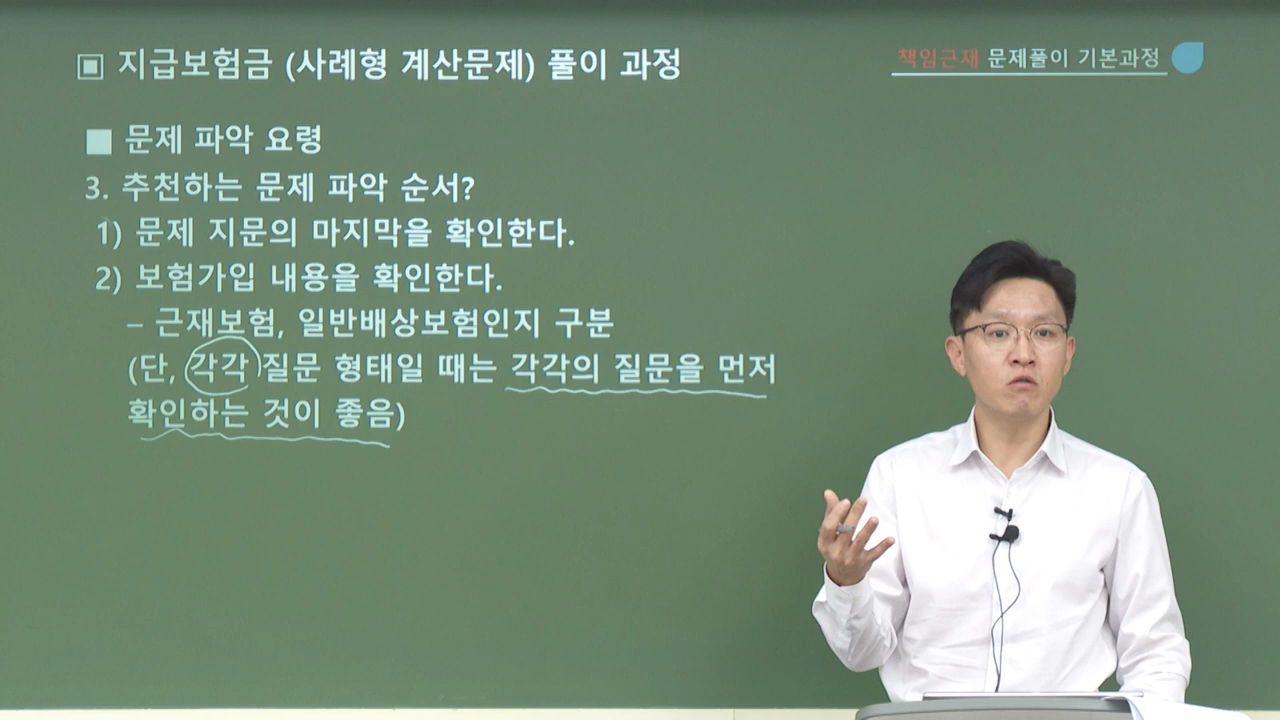 ▣ 지급보험금 (사례형 계산문제) 풀이 과정
책임근재 문제풀이 기본과정
■ 문제 파악 요령
3. 추천하는 문제 파악 순서?
1) 문제 지문의 마지막을 확인한다.
2) 보험가입 내용을 확인한다.
– 근재보험, 일반배상보험인지 구분
(단, 각각 질문 형태일 때는 각각의 질문을 먼저
확인하는 것이 좋음)